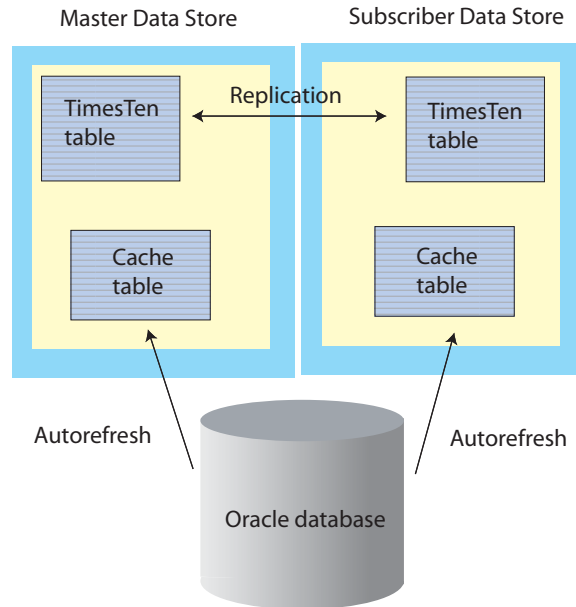 Master Data Store
Subscriber Data Store
TimesTen
table
Replication
TimesTen
table
Cache
table
Cache
table
Autorefresh
Autorefresh
Oracle database